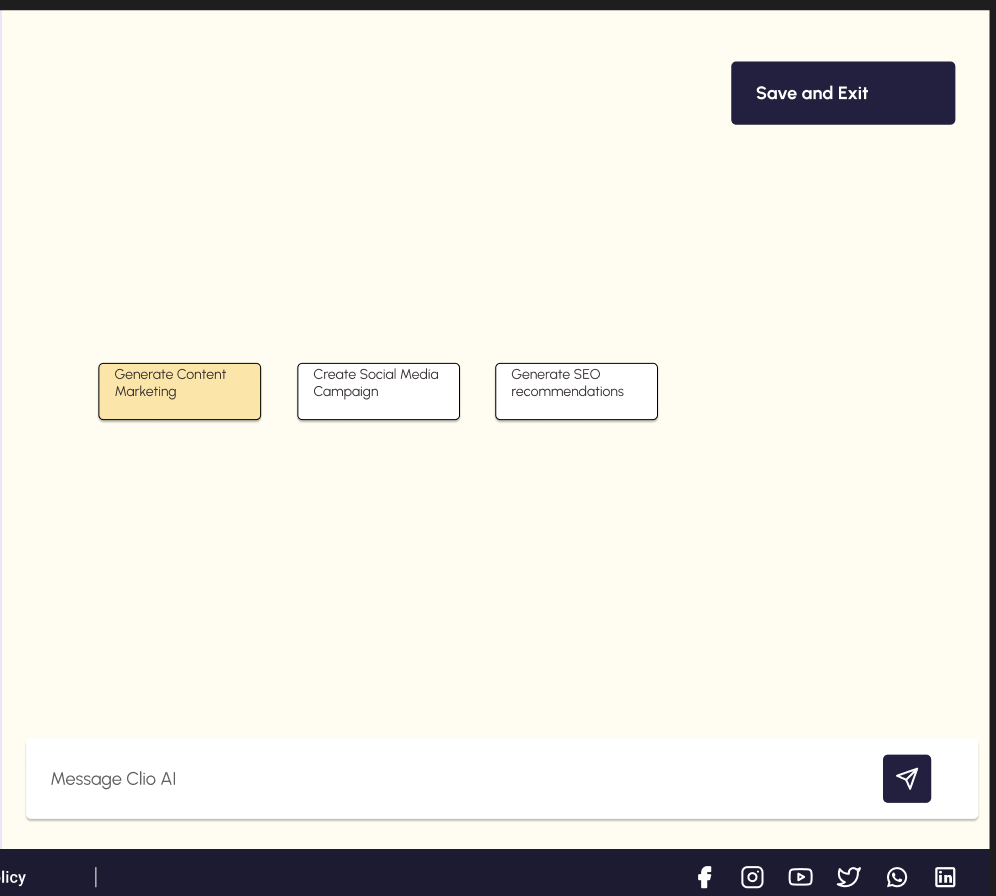 Save and Exit
Generate Content
Marketing
Create Social Media
Campaign
Generate SEO
recommendations
Message Clio AI
licy